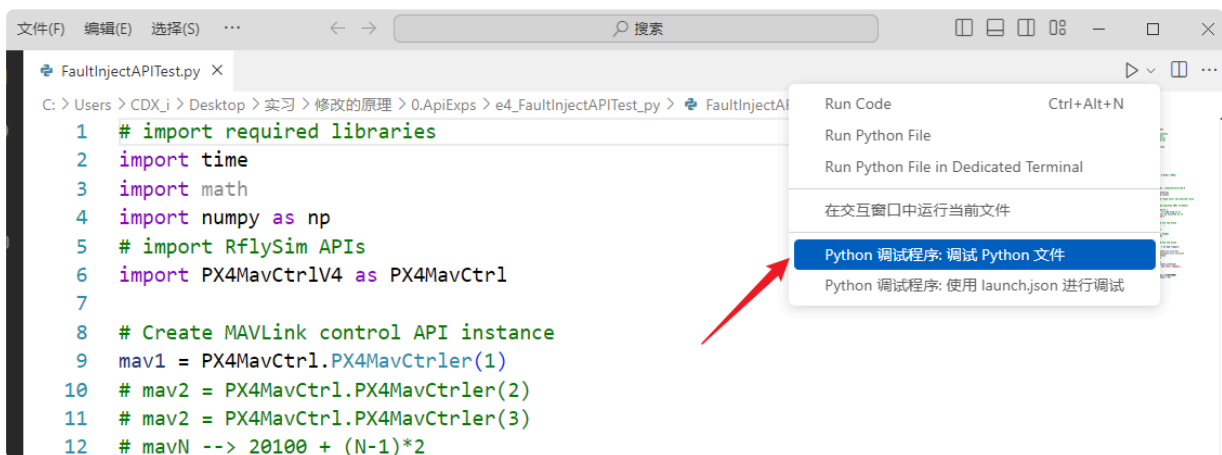 文件(F) 编辑(E) 选择(S) ··· 搜索
FaultInjectAPITest.py
C: > Users > CDX_i > Desktop > 实习 > 修改的原理 > 0.ApiExps > e4_FaultInjectAPITest_py > FaultInjectAP
Run Code Ctrl+Alt+N
Run Python File
Run Python File in Dedicated Terminal
在交互窗口中运行当前文件
Python 调试程序: 调试 Python 文件
Python 调试程序: 使用 launch.json 进行调试
1 # import required libraries
2 import time
3 import math
4 import numpy as np
5 # import RflySim APIs
6 import PX4MavCtrlV4 as PX4MavCtrl
7
8 # Create MAVLink control API instance
9 mav1 = PX4MavCtrl.PX4MavCtrler(1)
10 # mav2 = PX4MavCtrl.PX4MavCtrler(2)
11 # mav2 = PX4MavCtrl.PX4MavCtrler(3)
12 # mavN --> 20100 + (N-1)*2